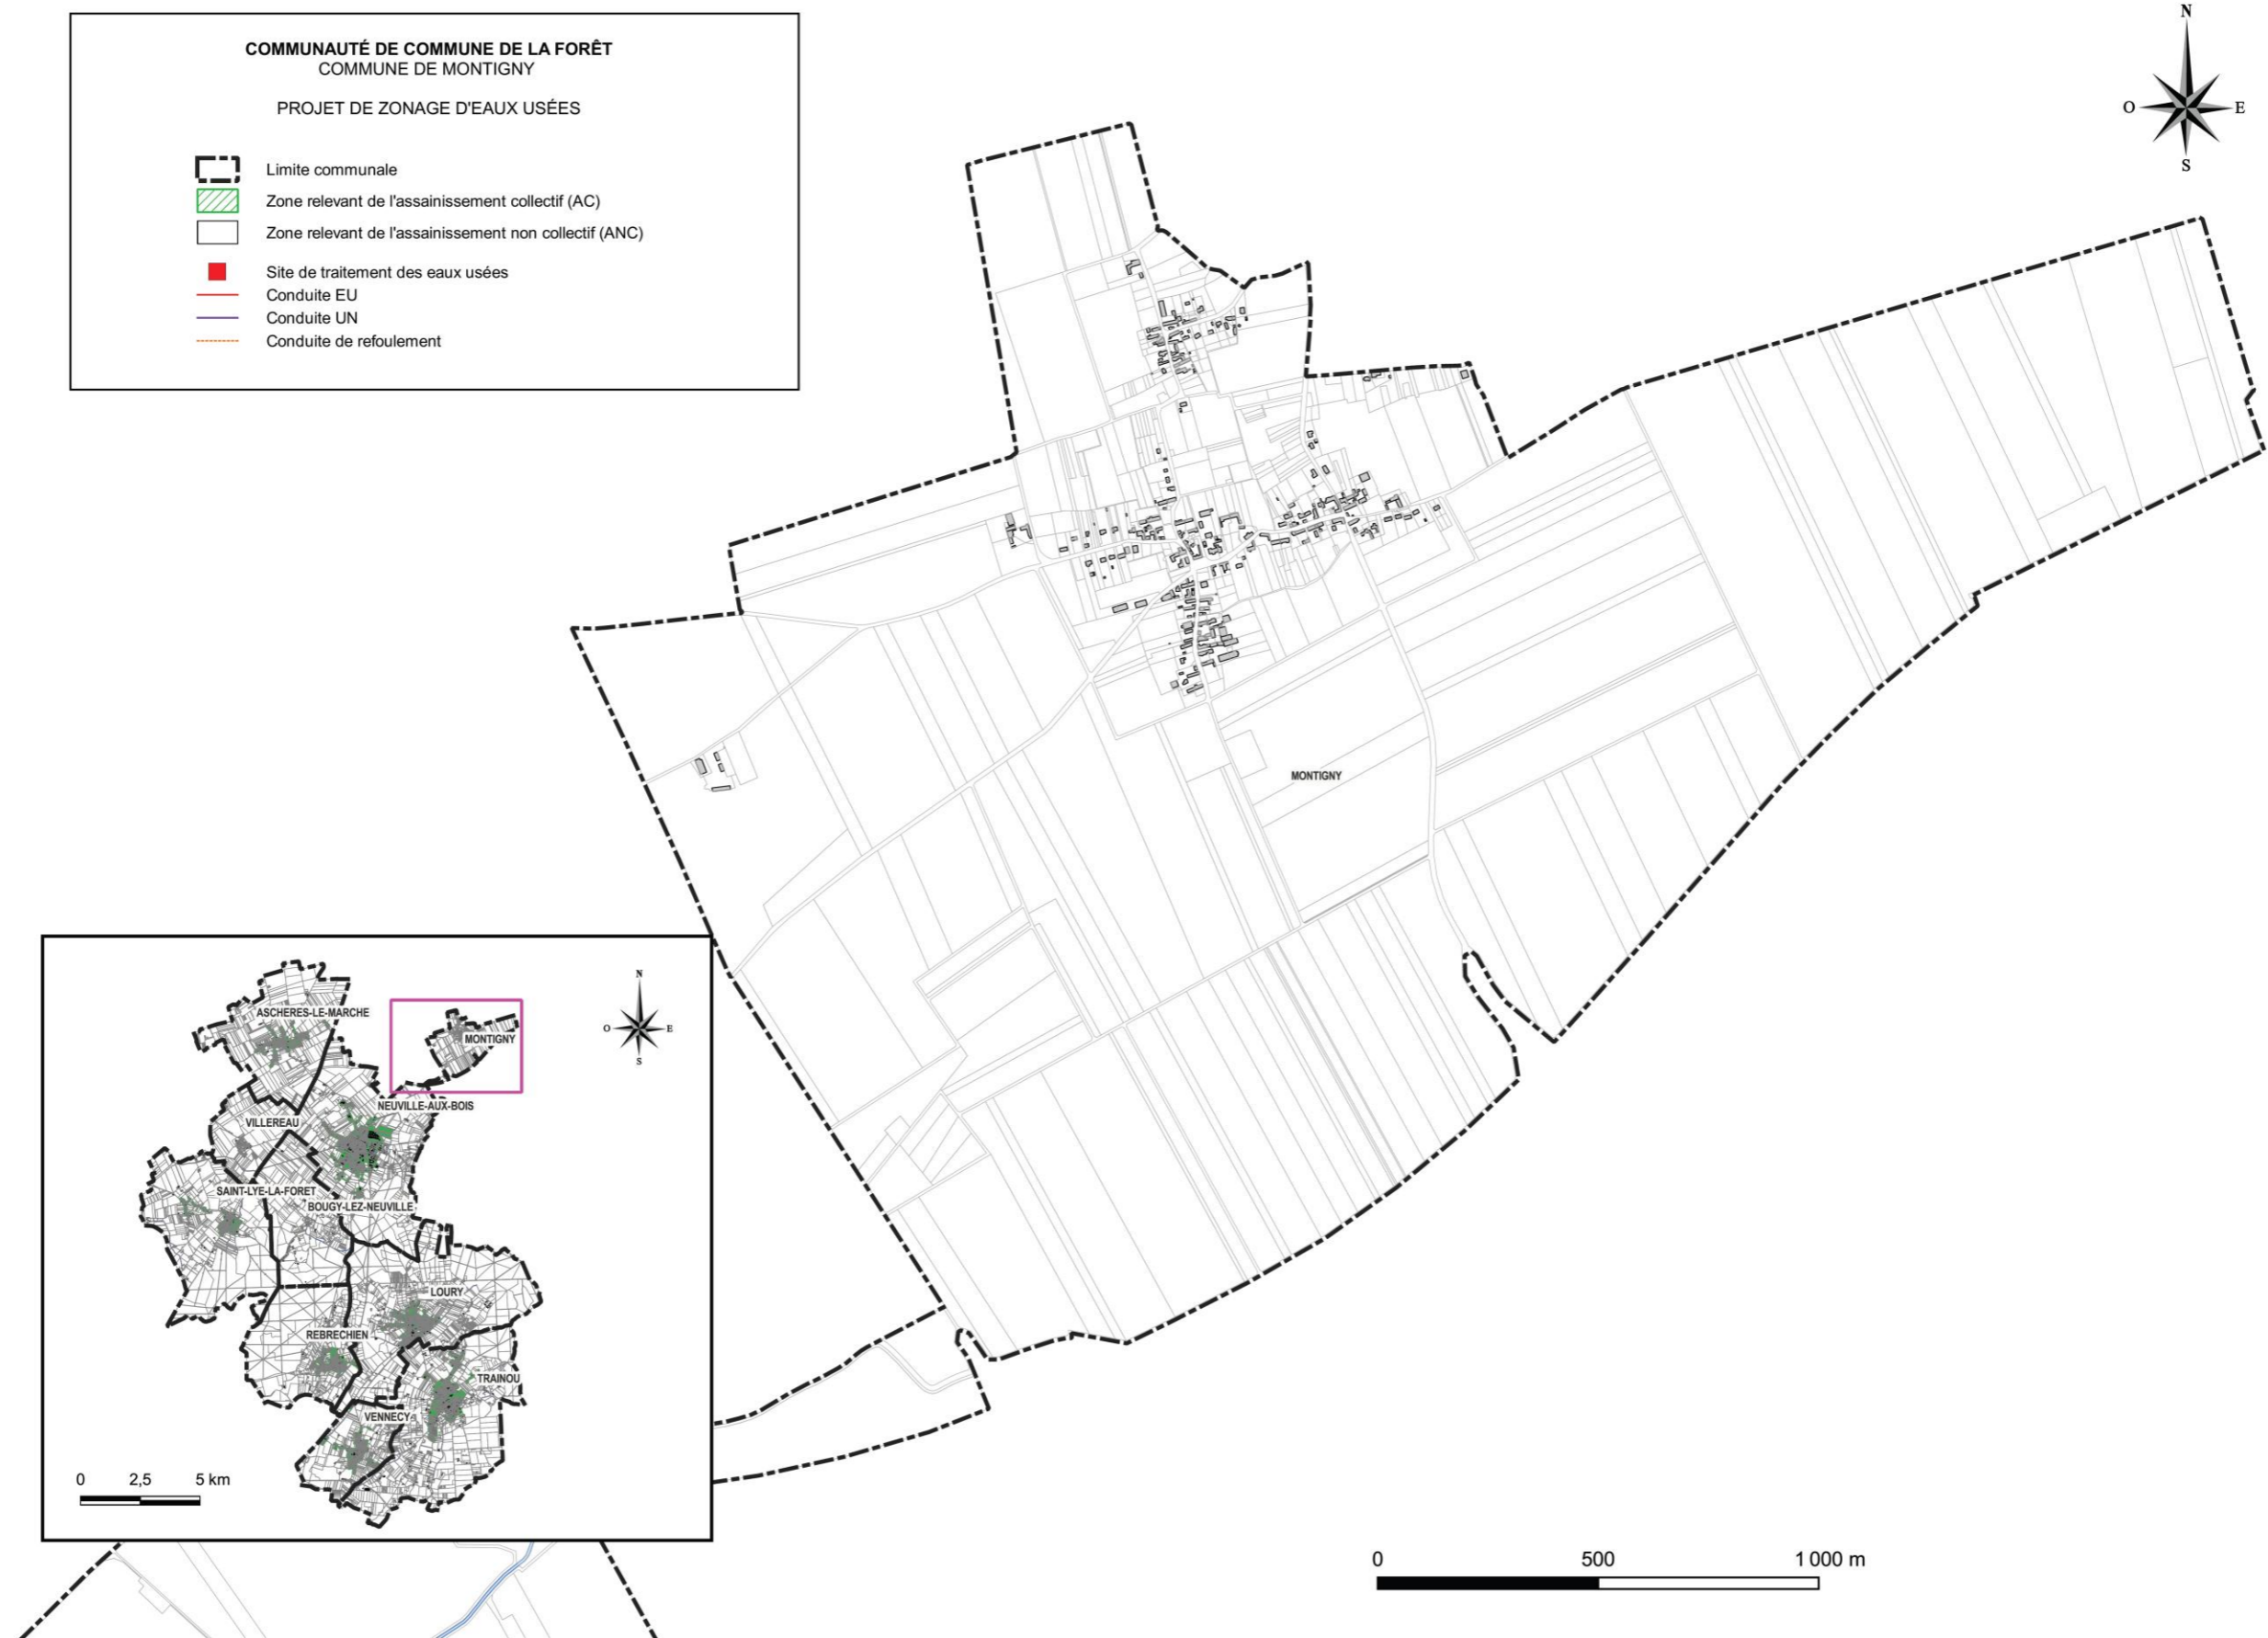 COMMUNAUTÉ DE COMMUNE DE LA FORÊT
COMMUNE DE MONTIGNY
PROJET DE ZONAGE D'EAUX USÉES
Limite communale
Zone relevant de l'assainissement collectif (AC)
Zone relevant de l'assainissement non collectif (ANC)
Site de traitement des eaux usées
Conduite EU
Conduite UN
Conduite de refoulement
N
O
E
S
MONTIGNY
N
O
E
S
ASCHERES-LE-MARCHE
MONTIGNY
NEUVILLE-AUX-BOIS
VILLEREAU
SAINT-LYE-LA-FORET
BOUGY-LEZ-NEUVILLE
LOURY
REBRECHIEN
TRAINOU
VENNECY
0 2,5 5 km
0 500 1 000 m